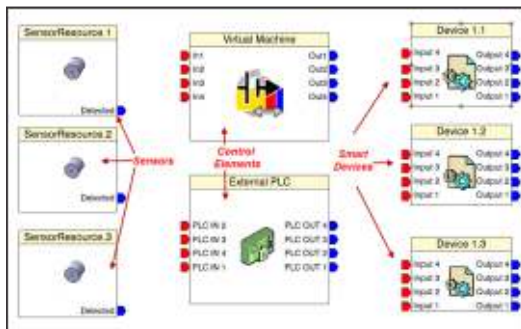 SensorResource.1
Detected
SensorResource.2
Detected
SensorResource.3
Detected
Sensors
Virtual Machine
In1 Out1
In2 Out2
In3 Out3
In4 Out4
Control
Elements
External PLC
PLC IN 2 PLC OUT 4
PLC IN 3 PLC OUT 3
PLC IN 4 PLC OUT 2
PLC IN 1 PLC OUT 1
Smart
Devices
Device 1.1
Input 4 Output 4
Input 3 Output 3
Input 2 Output 2
Input 1 Output 1
Device 1.2
Input 4 Output 4
Input 3 Output 3
Input 2 Output 2
Input 1 Output 1
Device 1.3
Input 4 Output 4
Input 3 Output 3
Input 2 Output 2
Input 1 Output 1